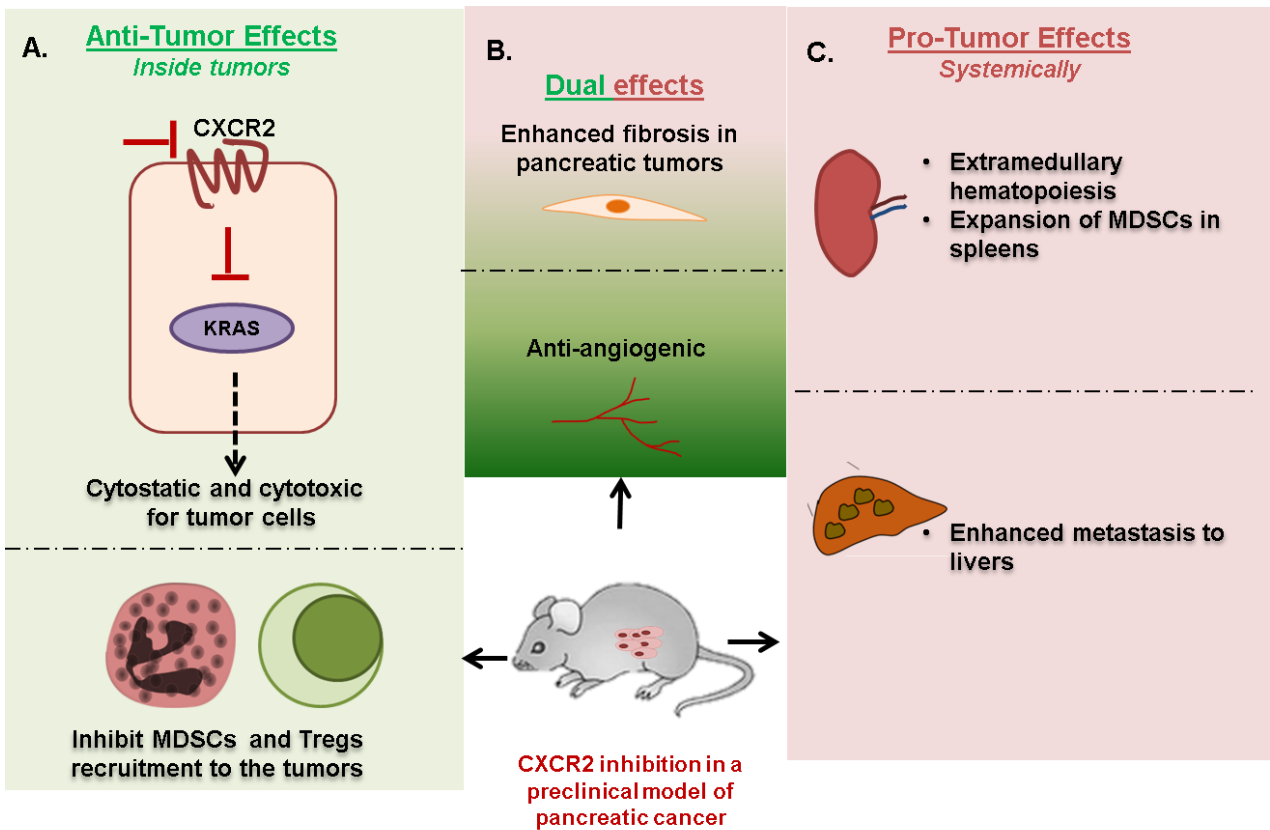 A.
Anti-Tumor Effects
Inside tumors
CXCR2
KRAS
Cytostatic and cytotoxic
for tumor cells
Inhibit MDSCs and Tregs
recruitment to the tumors
B.
Dual effects
Enhanced fibrosis in
pancreatic tumors
Anti-angiogenic
CXCR2 inhibition in a
preclinical model of
pancreatic cancer
C.
Pro-Tumor Effects
Systemically
• Extramedullary
hematopoiesis
• Expansion of MDSCs in
spleens
• Enhanced metastasis to
livers